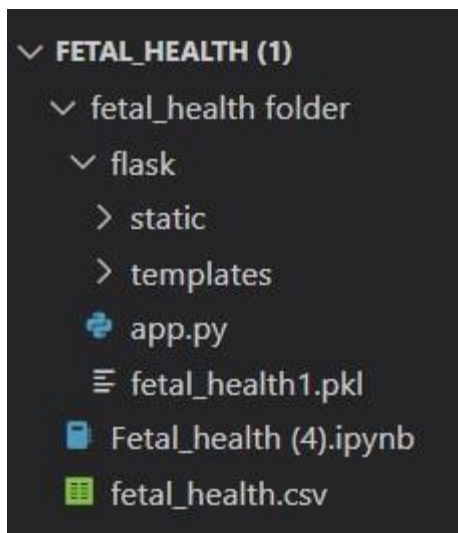 FETAL_HEALTH (1)
fetal_health folder
flask
static
templates
app.py
fetal_health1.pkl
Fetal_health (4).ipynb
fetal_health.csv